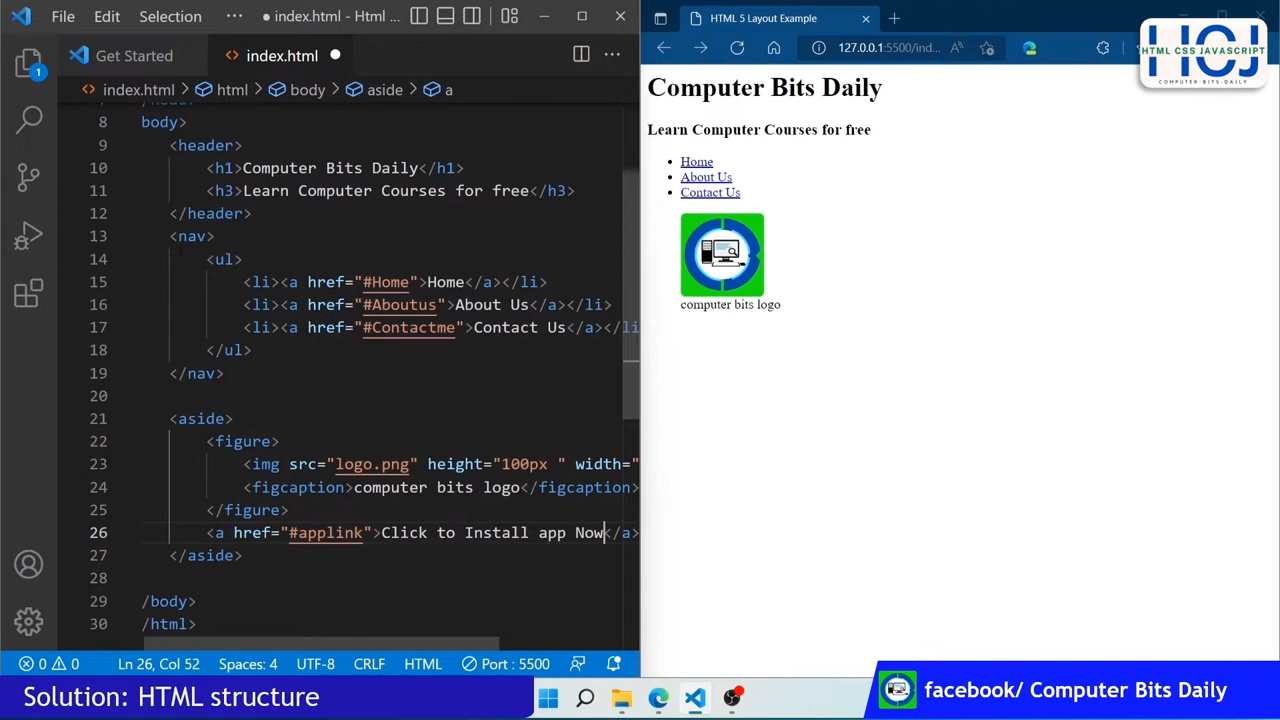 File Edit Selection ··· ● index.html - Html ...
Get Started index.html ●
index.html > html > body > aside > a
/head>
8 body>
9 <header>
10 <h1>Computer Bits Daily</h1>
11 <h3>Learn Computer Courses for free</h3>
12 </header>
13 <nav>
14 <ul>
15 <li><a href="#Home">Home</a></li>
16 <li><a href="#Aboutus">About Us</a></li>
17 <li><a href="#Contactme">Contact Us</a></li
18 </ul>
19 </nav>
20
21 <aside>
22 <figure>
23 <img src="logo.png" height="100px " width="
24 <figcaption>computer bits logo</figcaption>
25 </figure>
26 <a href="#applink">Click to Install app Now</a>
27 </aside>
28
29 /body>
30 /html>
1
0 0 Ln 26, Col 52 Spaces: 4 UTF-8 CRLF HTML Port : 5500
HTML 5 Layout Example
127.0.0.1:5500/ind...
HCJ
HTML CSS JAVASCRIPT
COMPUTER-BITS-DAILY
Computer Bits Daily
Learn Computer Courses for free
Home
About Us
Contact Us
computer bits logo
Solution: HTML structure
facebook/ Computer Bits Daily